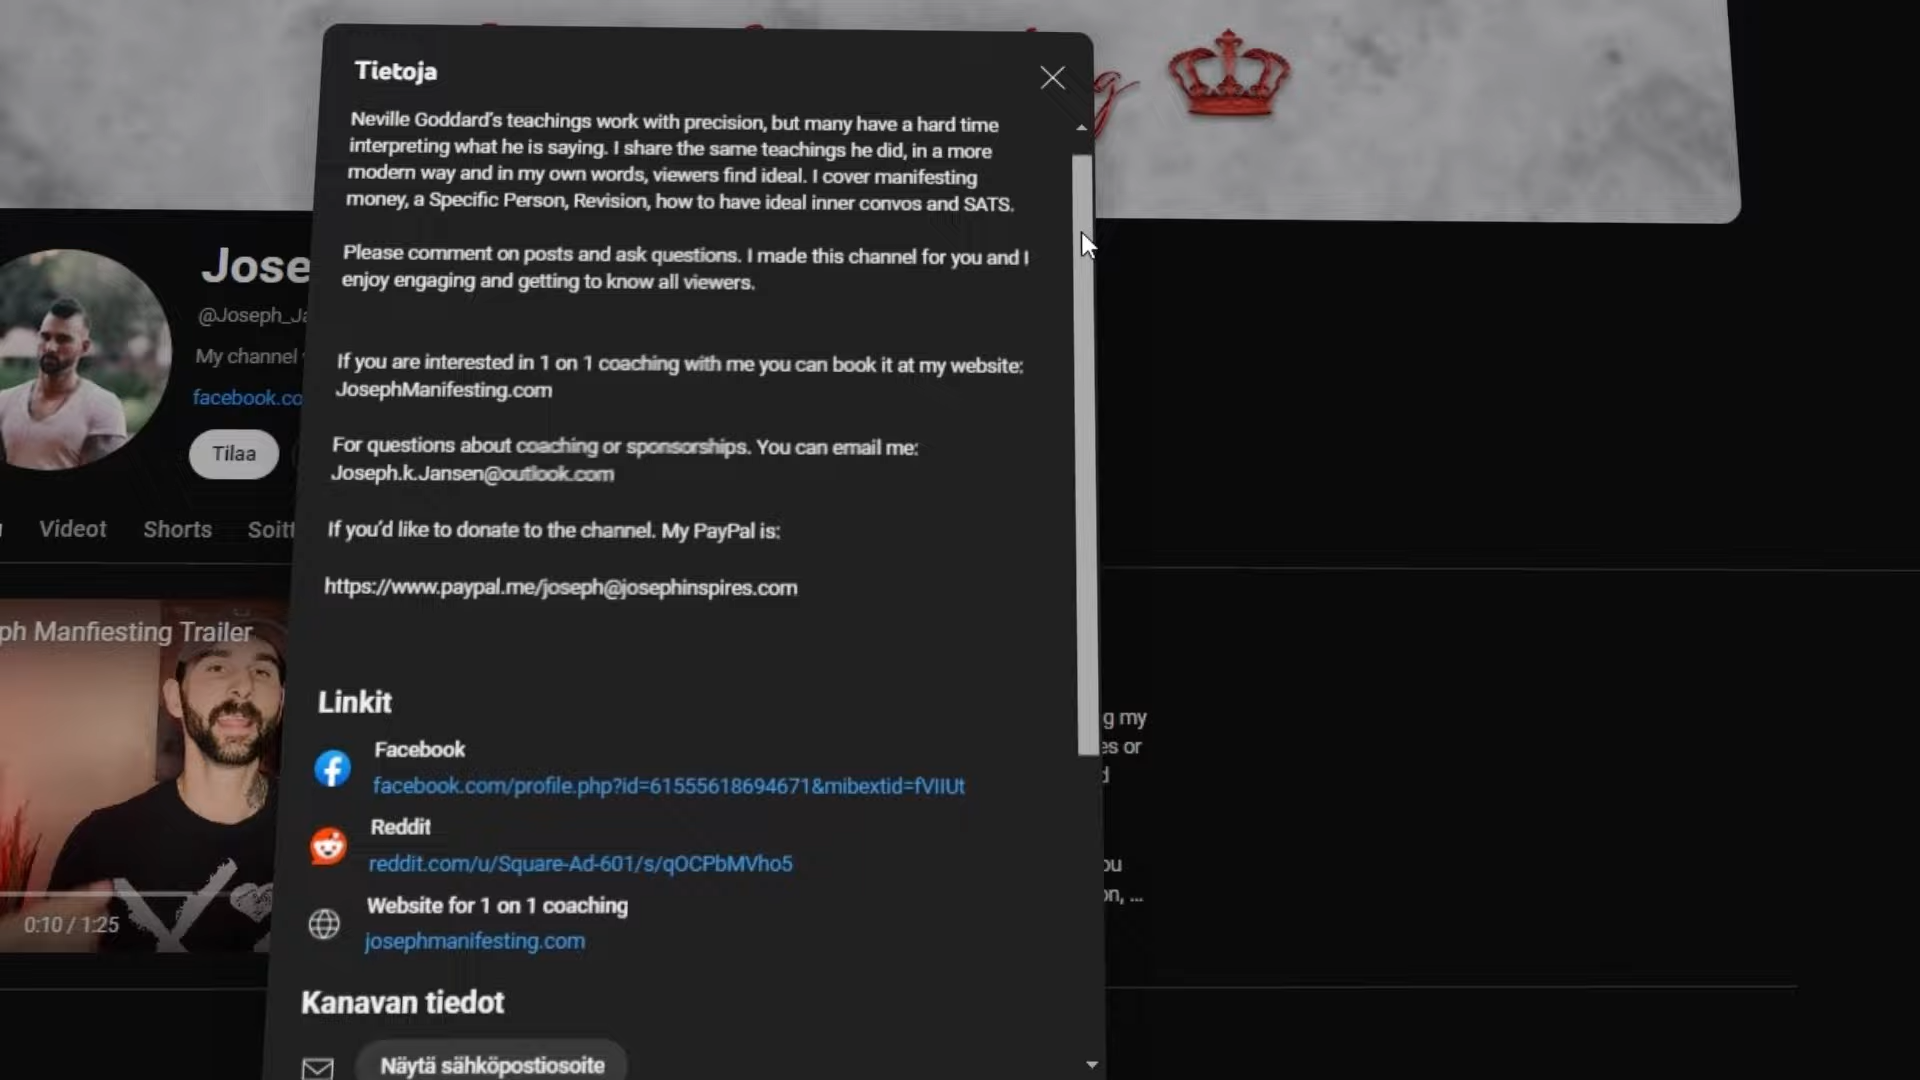 Tietoja
Neville Goddard's teachings work with precision, but many have a hard time
interpreting what he is saying. I share the same teachings he did, in a more
modern way and in my own words, viewers find ideal. I cover manifesting
money, a Specific Person, Revision, how to have ideal inner convos and SATS.
Please comment on posts and ask questions. I made this channel for you and I
enjoy engaging and getting to know all viewers.
If you are interested in 1 on 1 coaching with me you can book it at my website:
JosephManifesting.com
For questions about coaching or sponsorships. You can email me:
Joseph.k.Jansen@outlook.com
If you'd like to donate to the channel. My PayPal is:
https://www.paypal.me/joseph@josephinspires.com
Linkit
Facebook
facebook.com/profile.php?id=61555618694671&mibextid=fVIIUt
Reddit
reddit.com/u/Square-Ad-601/s/qOCPbMVho5
Website for 1 on 1 coaching
josephmanifesting.com
Kanavan tiedot
Näytä sähköpostiosoite
Jose
@Joseph_Ja
My channel
facebook.co
Tilaa
Videot Shorts Soitt
ph Manfiesting Trailer
0:10 / 1:25
g my
es or
d
ou
on, ...